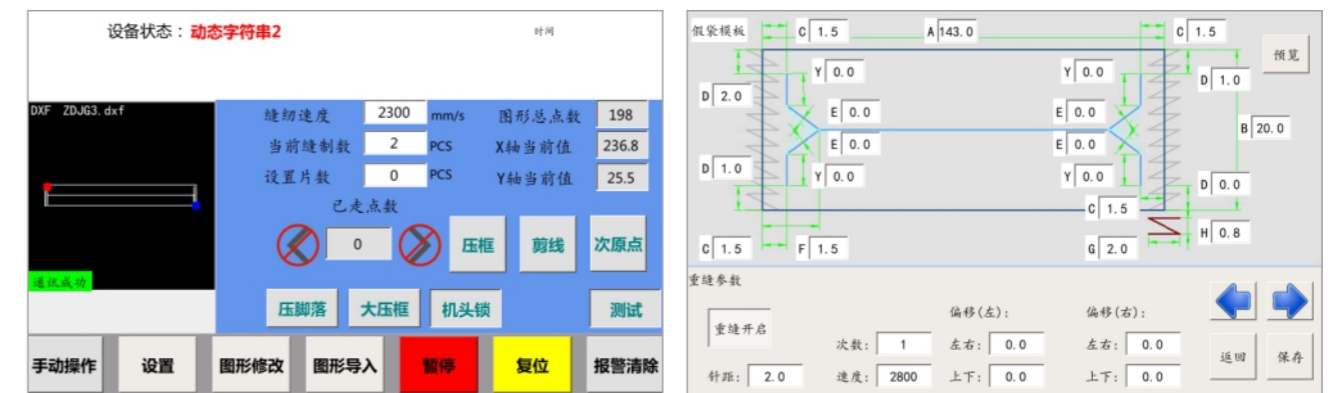 设备状态：动态字符串2 时间
DXF ZDJG3.dxf
缝纫速度 2300 mm/s 图形总点数 198
当前缝制数 2 PCS X轴当前值 236.8
设置片数 0 PCS Y轴当前值 25.5
已走点数
0 压框 剪线 次原点
通讯成功
压脚落 大压框 机头锁 测试
手动操作 设置 图形修改 图形导入 暂停 复位 报警清除
假袋模板 C 1.5 A 143.0 C 1.5
预览
Y 0.0 Y 0.0 D 1.0
D 2.0
E 0.0 E 0.0
B 20.0
E 0.0 E 0.0
D 1.0 Y 0.0 Y 0.0 D 0.0
C 1.5
H 0.8
C 1.5 F 1.5 G 2.0
重缝参数
偏移(左)： 偏移(右)：
重缝开启
次数： 1 左右： 0.0 左右： 0.0
返回 保存
针距： 2.0 速度： 2800 上下： 0.0 上下： 0.0